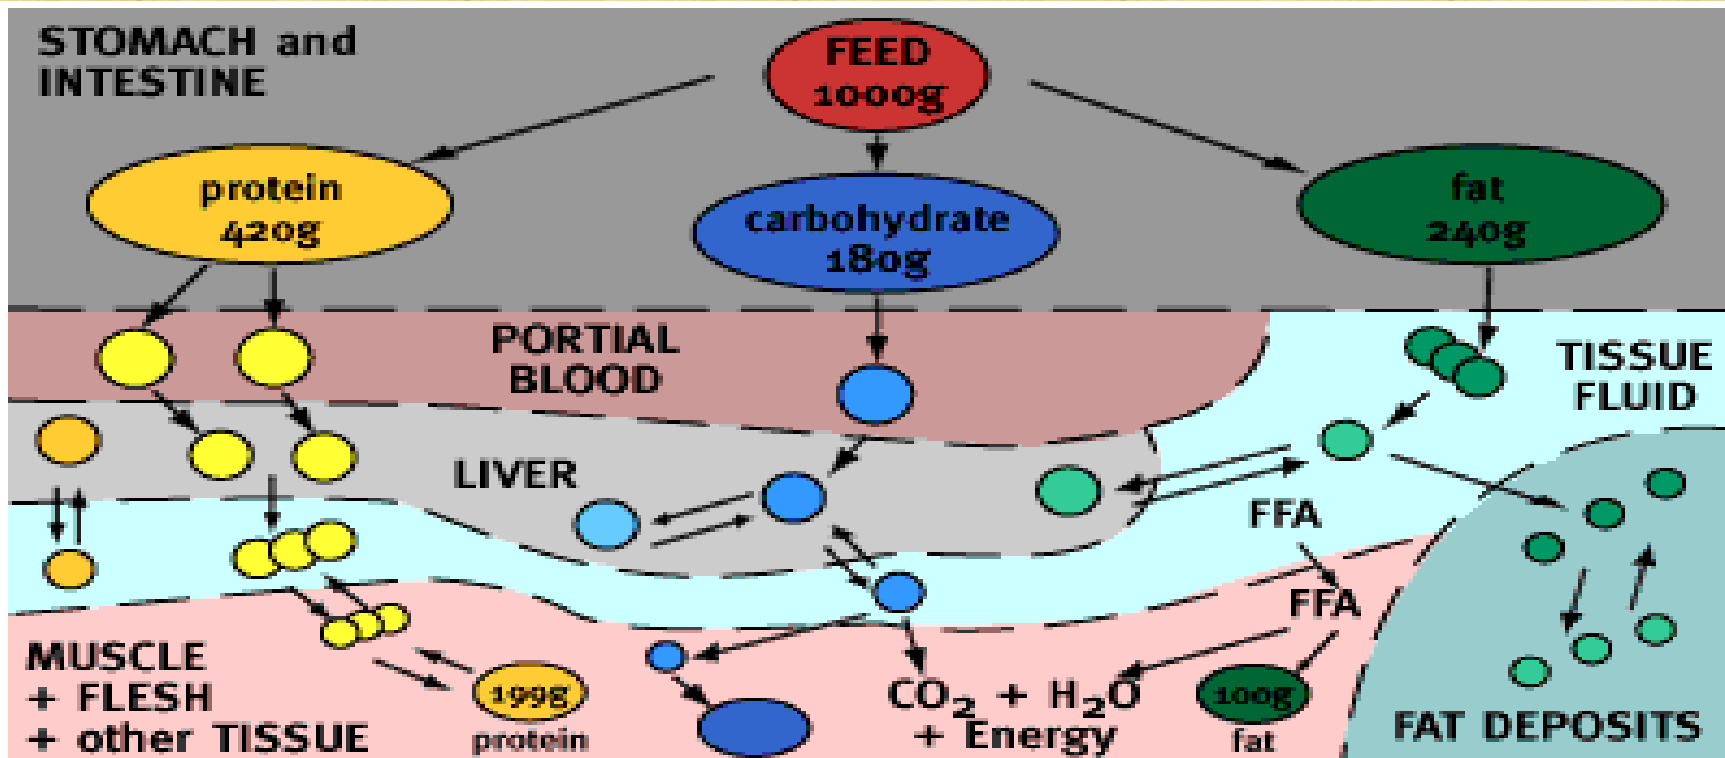 STOMACH and
INTESTINE
FEED
1000g
protein
420g
carbohydrate
180g
fat
240g
PORTIAL
BLOOD
TISSUE
FLUID
LIVER
FFA
FFA
MUSCLE
+ FLESH
+ other TISSUE
199g
protein
CO₂ + H₂O
+ Energy
100g
fat
FAT DEPOSITS